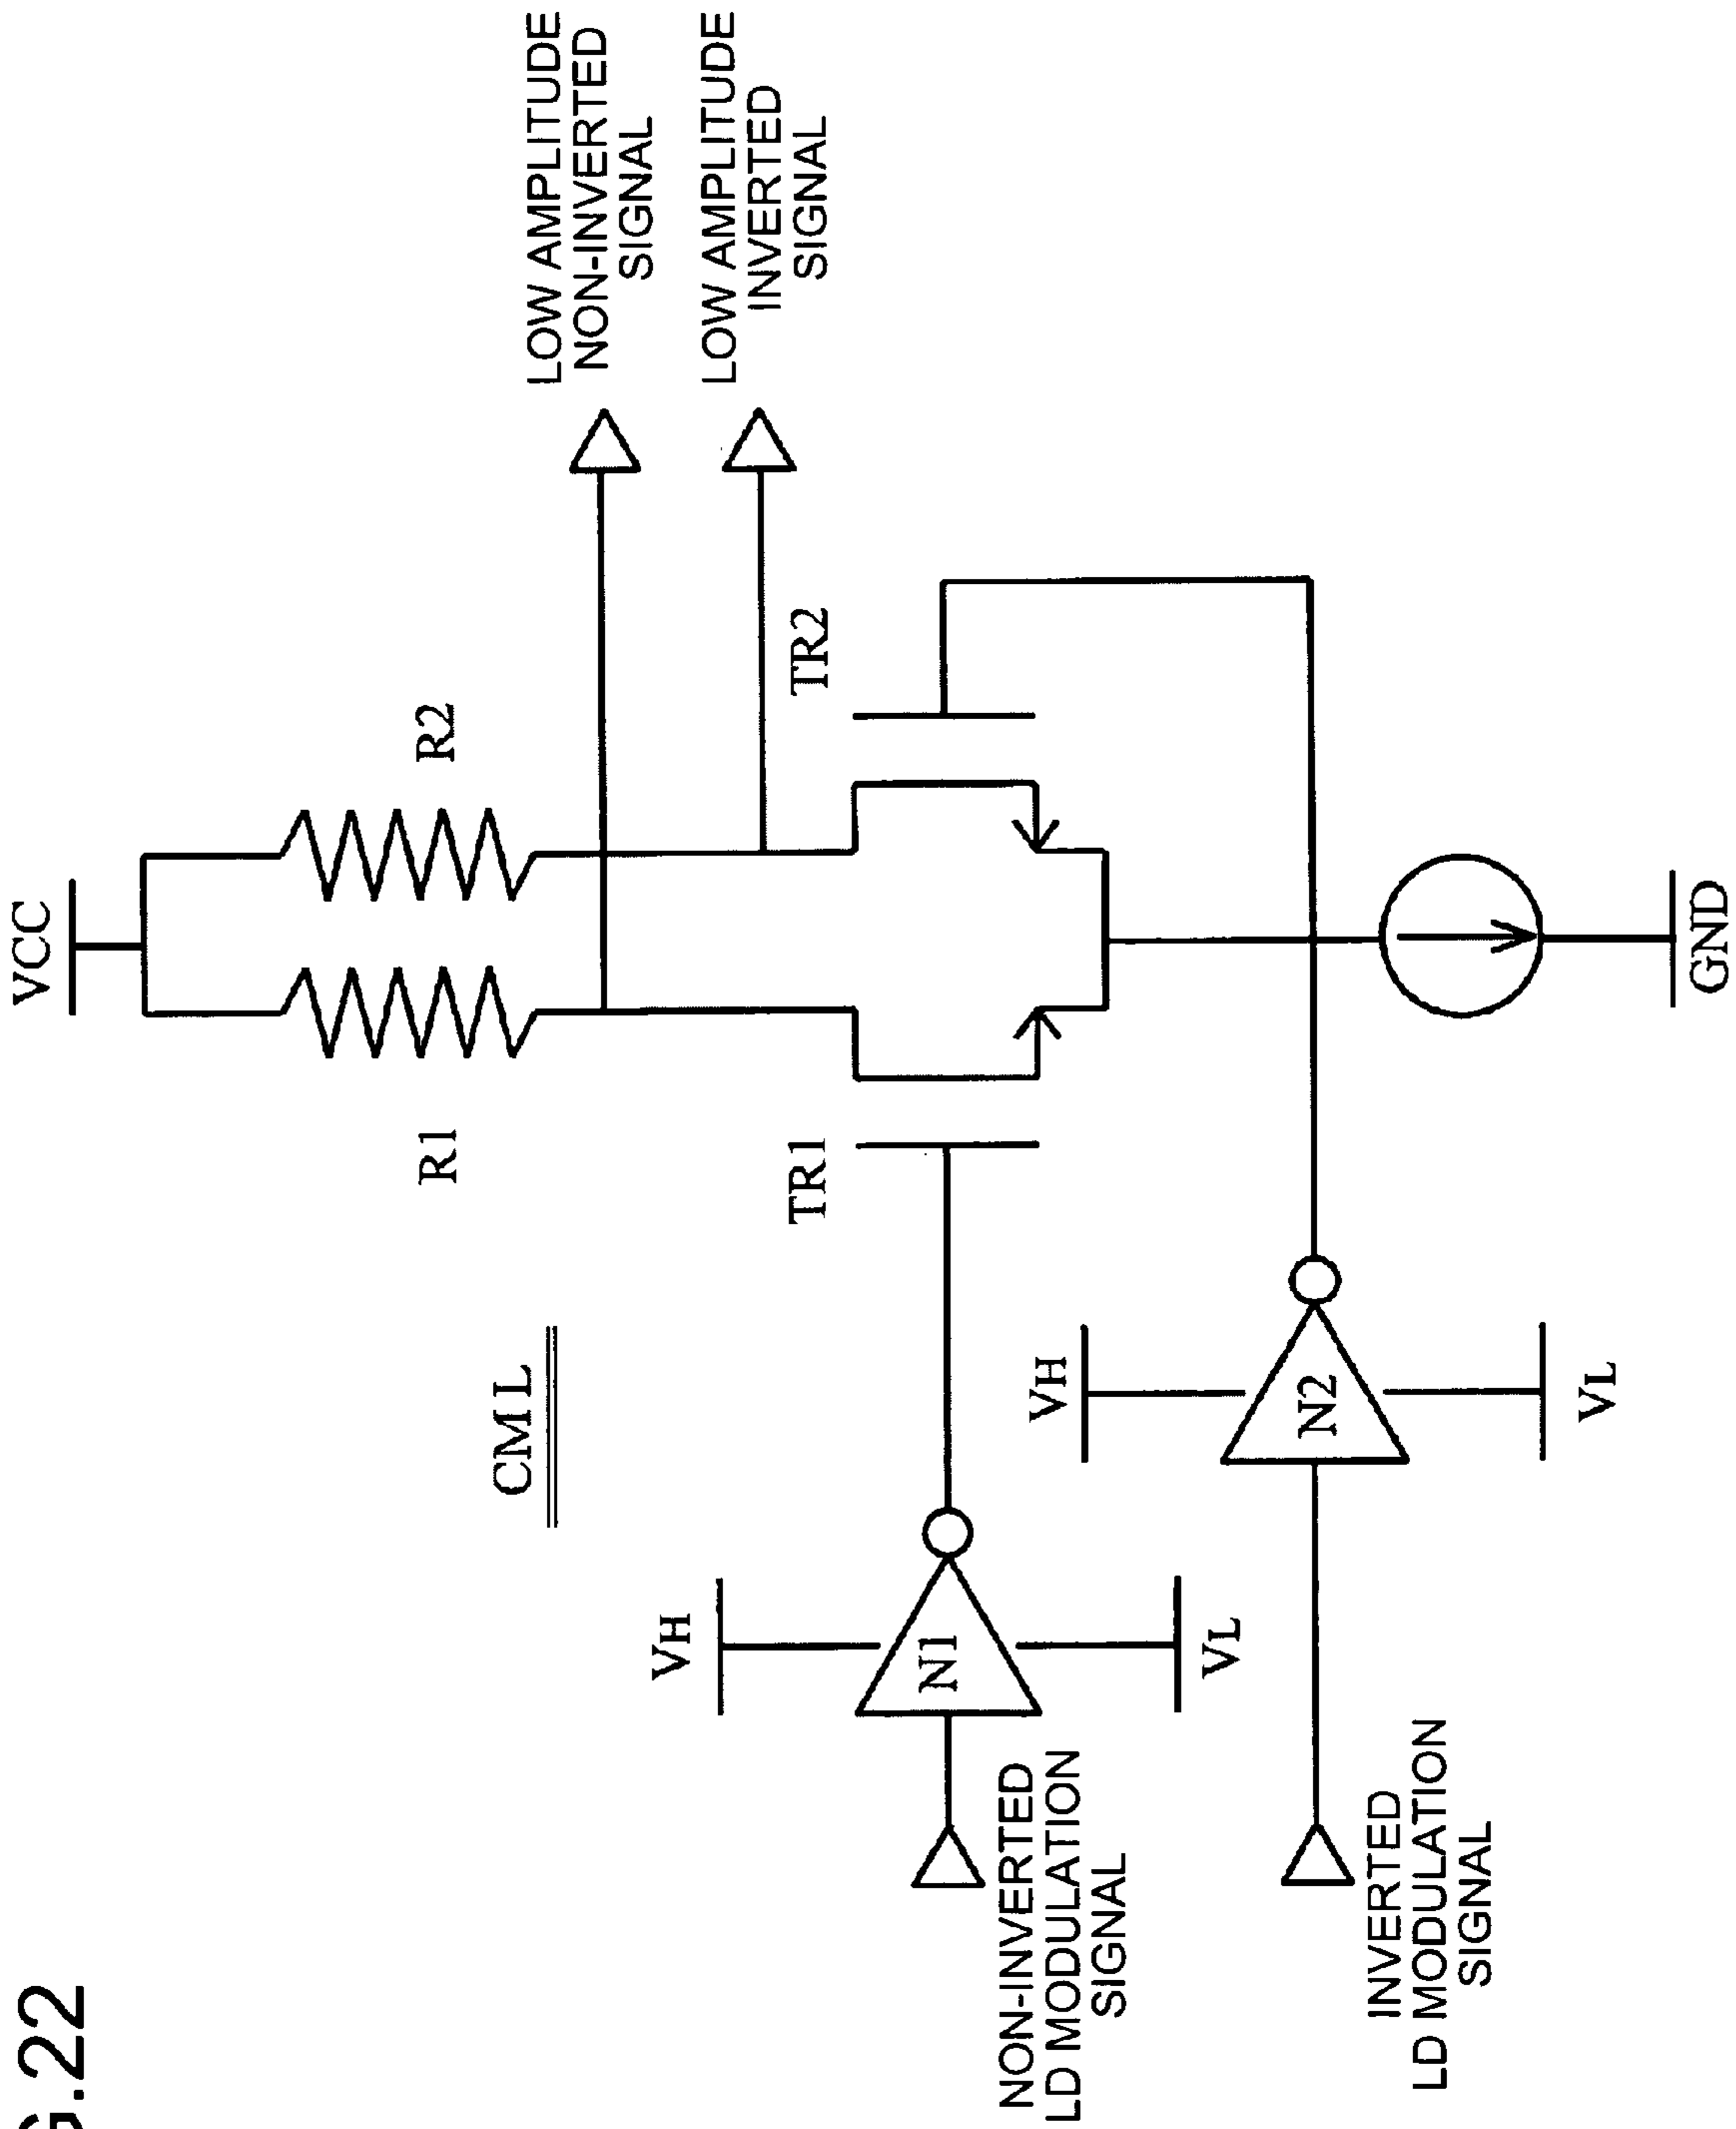 G.22
VCC
R1
R2
LOW AMPLITUDE
NON-INVERTED
SIGNAL
LOW AMPLITUDE
INVERTED
SIGNAL
CML
TR1
TR2
VH
N1
VL
NON-INVERTED
LD MODULATION
SIGNAL
VH
N2
VL
INVERTED
LD MODULATION
SIGNAL
GND